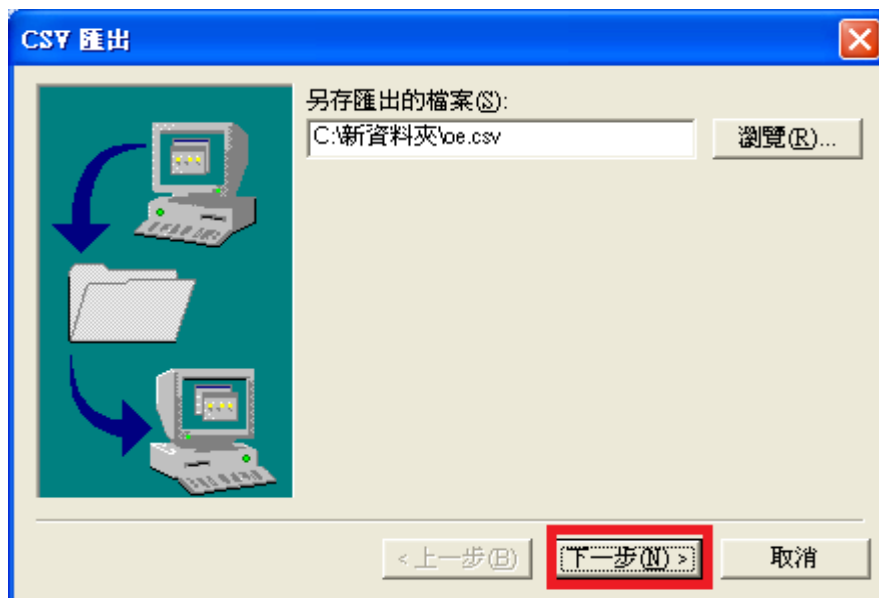 CSV 匯出
另存匯出的檔案(S):
C:\新資料夾\oe.csv
瀏覽(R)...
< 上一步(B)
下一步(N) >
取消